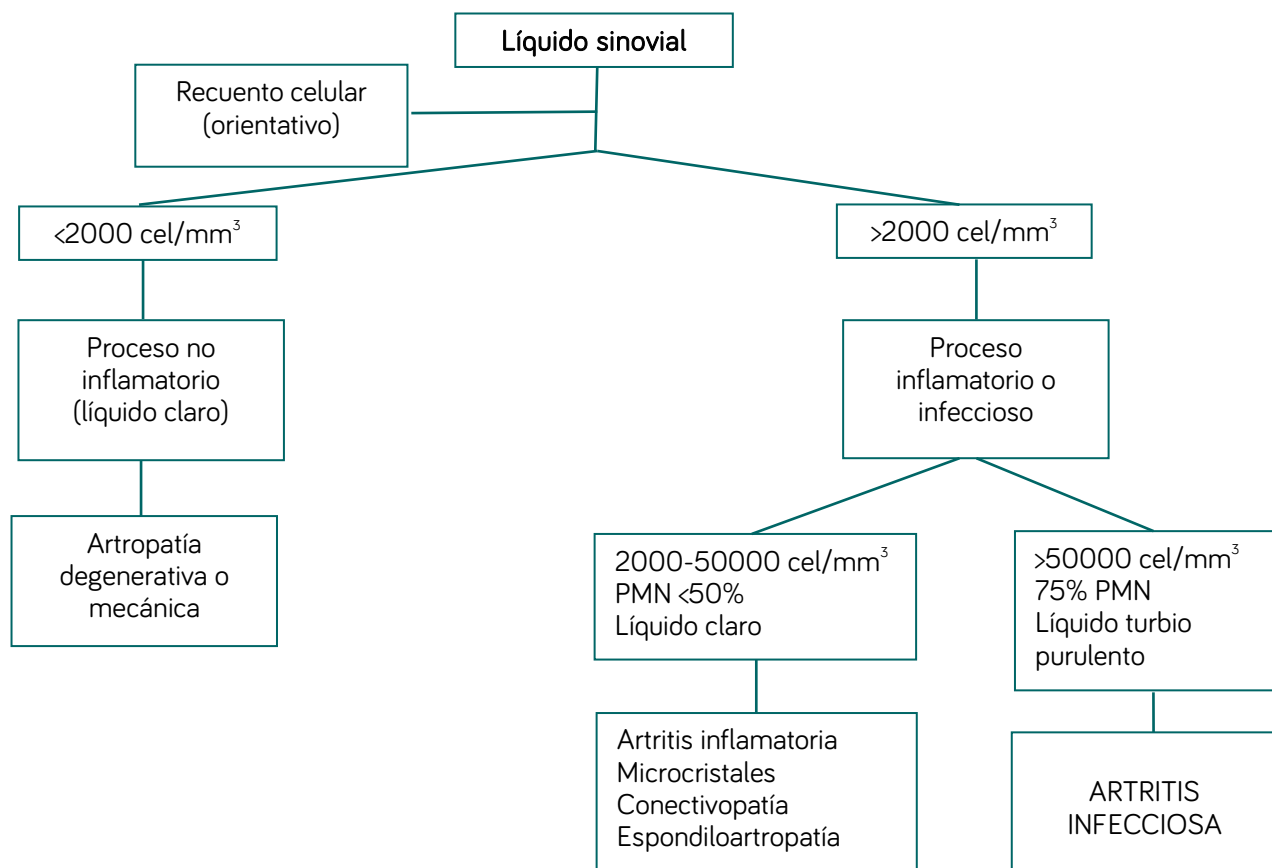 Líquido sinovial
Recuento celular
(orientativo)
<2000 cel/mm³
>2000 cel/mm³
Proceso no
inflamatorio
(líquido claro)
Proceso
inflamatorio o
infeccioso
Artropatía
degenerativa o
mecánica
2000-50000 cel/mm³
PMN <50%
Líquido claro
>50000 cel/mm³
75% PMN
Líquido turbio
purulento
Artritis inflamatoria
Microcristales
Conectivopatía
Espondiloartropatía
ARTRITIS
INFECCIOSA